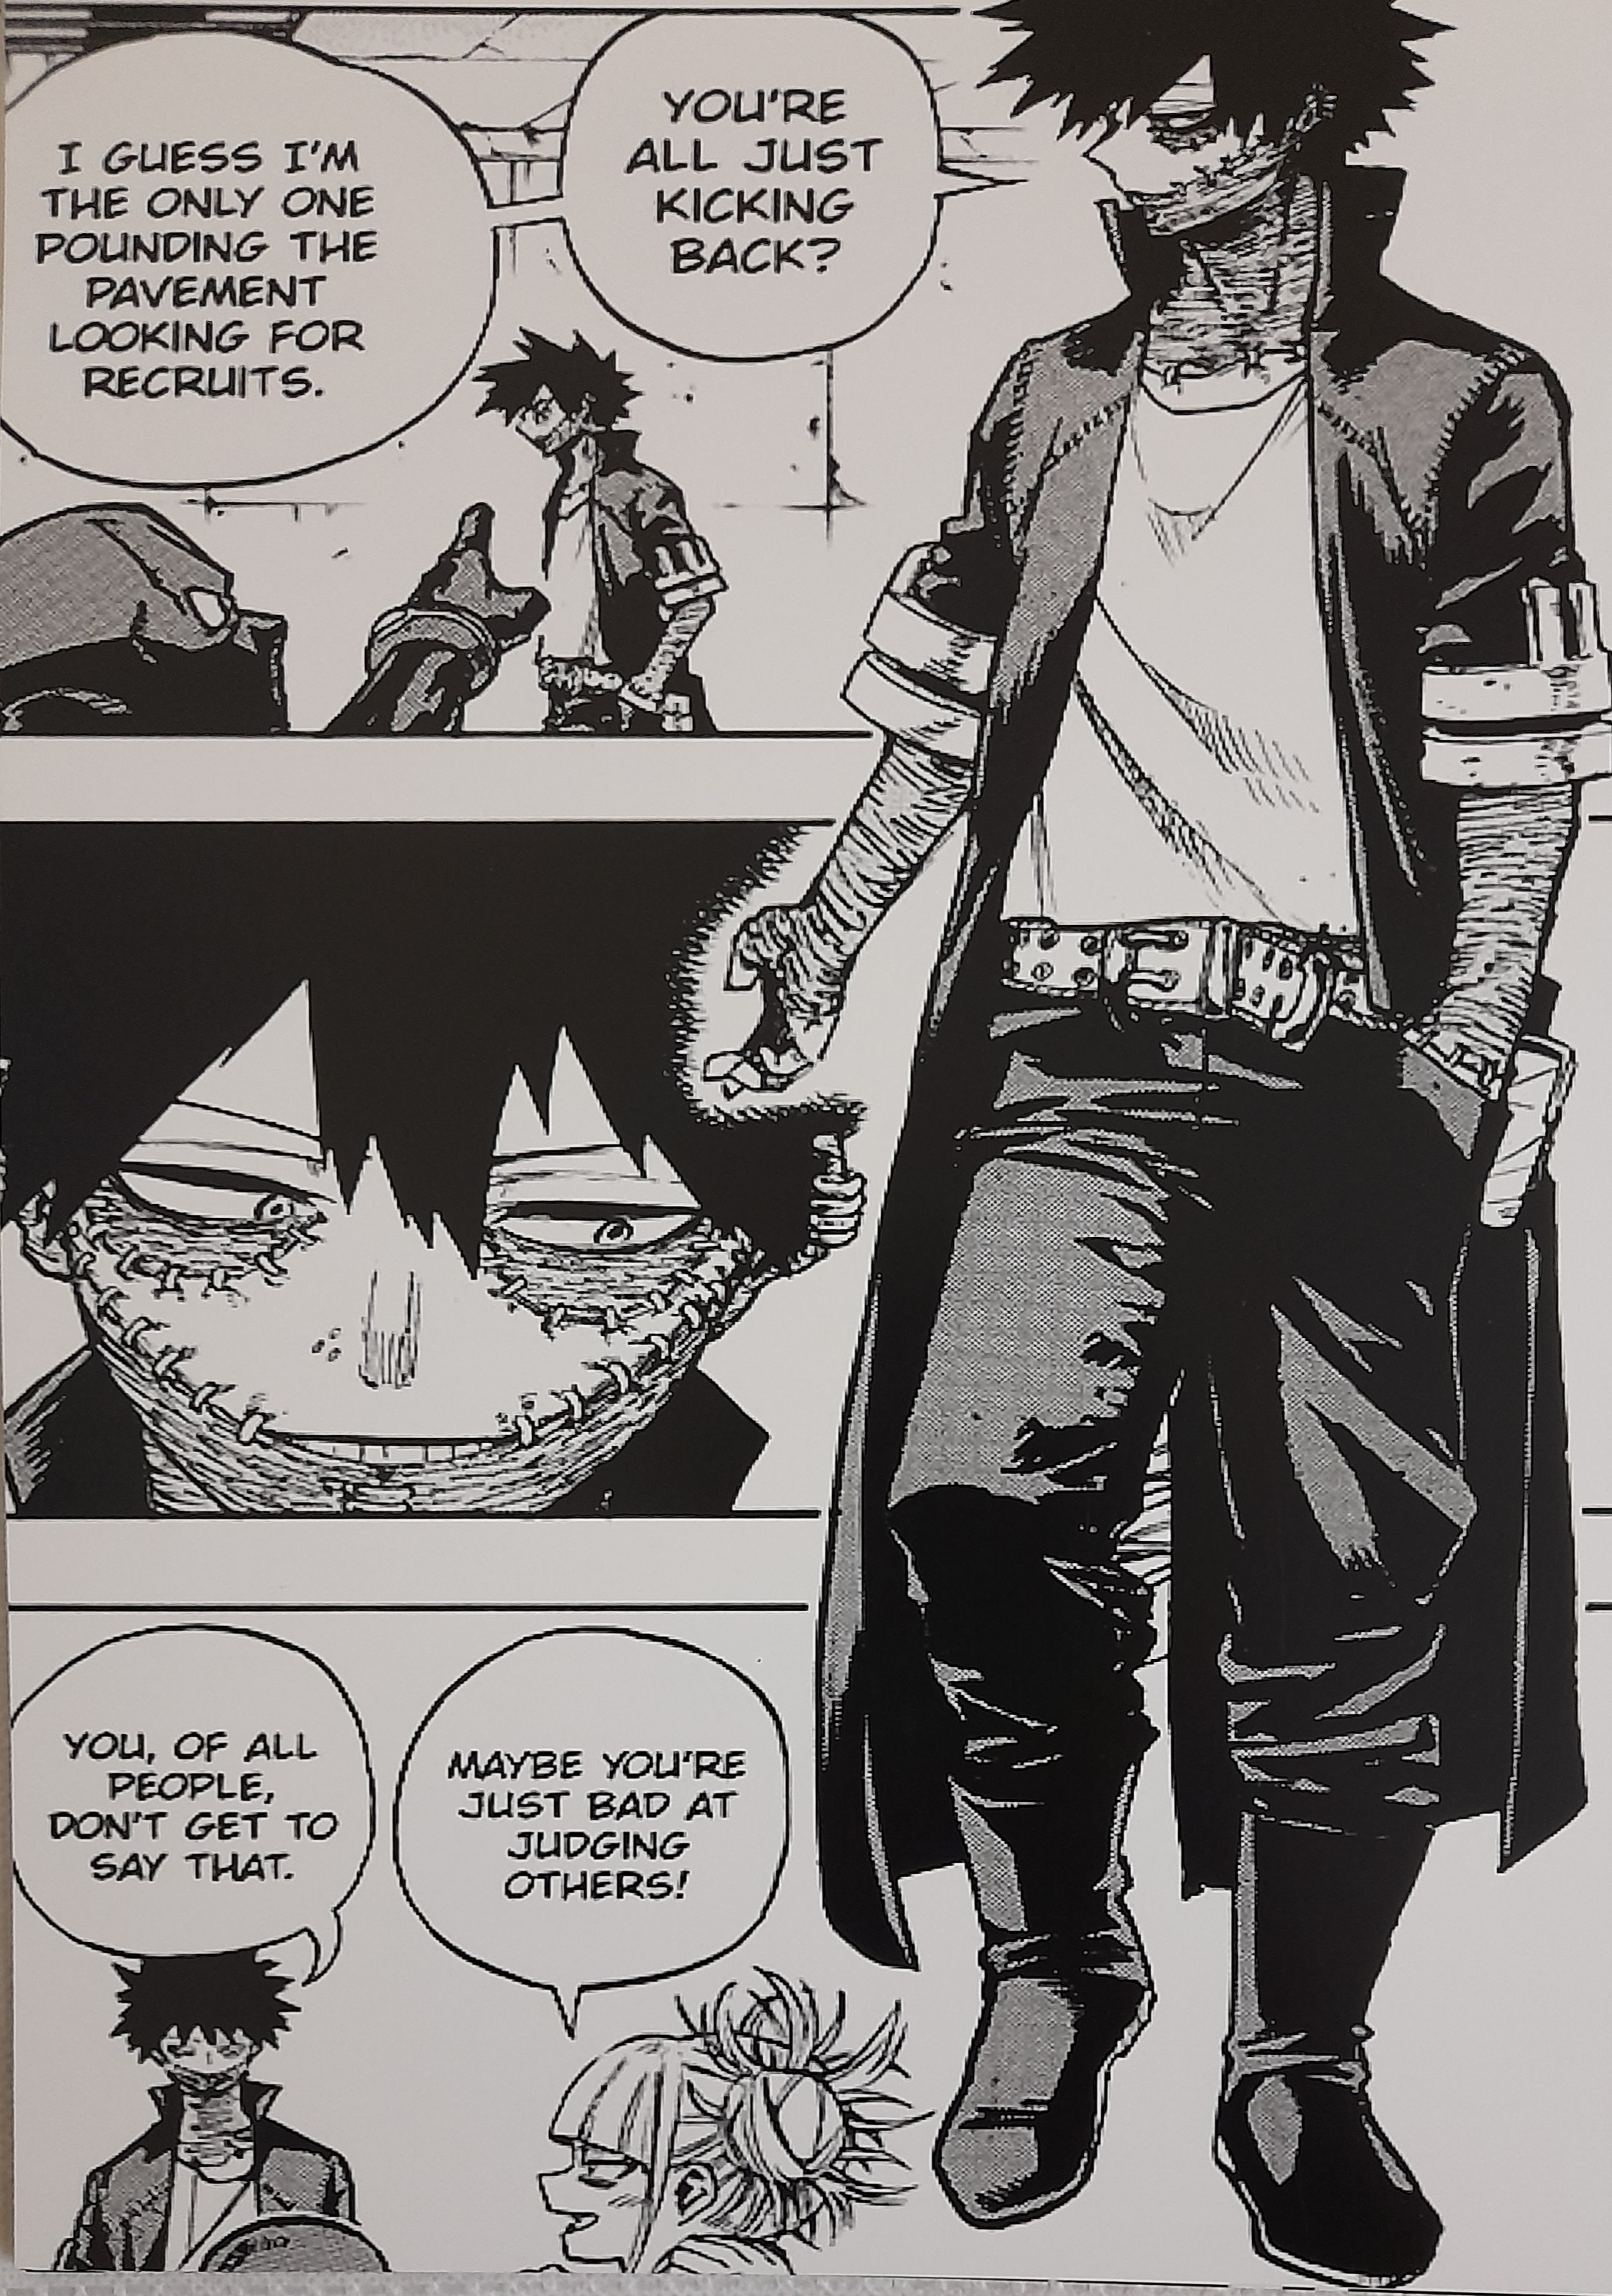 YOU'RE
ALL JUST
KICKING
BACK?
I GUESS I'M
THE ONLY ONE
POUNDING THE
PAVEMENT
LOOKING FOR
RECRUITS.
MAYBE YOU'RE
JUST BAD AT
JUDGING
OTHERS!
YOU, OF ALL
PEOPLE,
DON'T GET TO
SAY THAT.